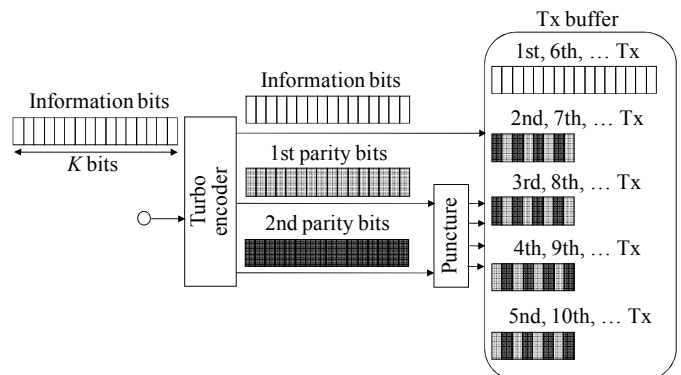 Tx buffer
1st, 6th, … Tx
Information bits
Information bits
K bits
2nd, 7th, … Tx
1st parity bits
Turbo
encoder
3rd, 8th, … Tx
2nd parity bits
Puncture
4th, 9th, … Tx
5nd, 10th, … Tx